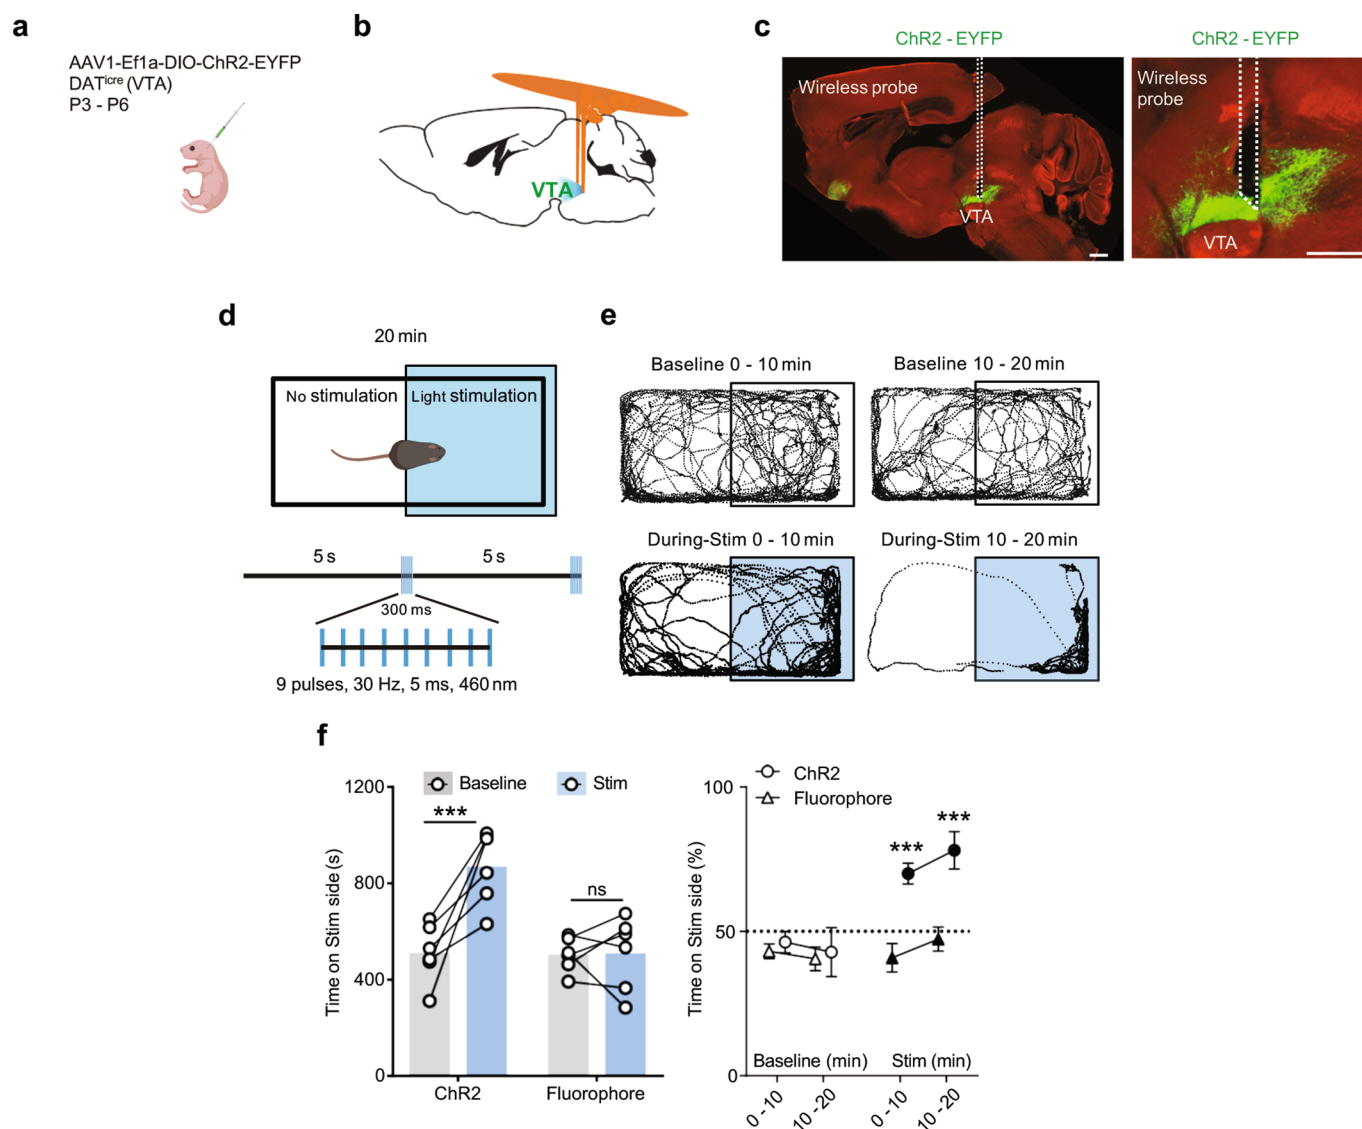 a
AAV1-Ef1a-DIO-ChR2-EYFP
DATicre (VTA)
P3 - P6
b
VTA
c
ChR2 - EYFP
Wireless probe
VTA
ChR2 - EYFP
Wireless
probe
VTA
d
20 min
No stimulation
Light stimulation
5 s
5 s
300 ms
9 pulses, 30 Hz, 5 ms, 460 nm
e
Baseline 0 - 10 min
Baseline 10 - 20 min
During-Stim 0 - 10 min
During-Stim 10 - 20 min
f
Baseline
Stim
Time on Stim side (s)
1200
800
400
0
***
ns
ChR2
Fluorophore
ChR2
Fluorophore
Time on Stim side (%)
100
50
0
***
***
Baseline (min)
Stim (min)
0 - 10
10 - 20
0 - 10
10 - 20